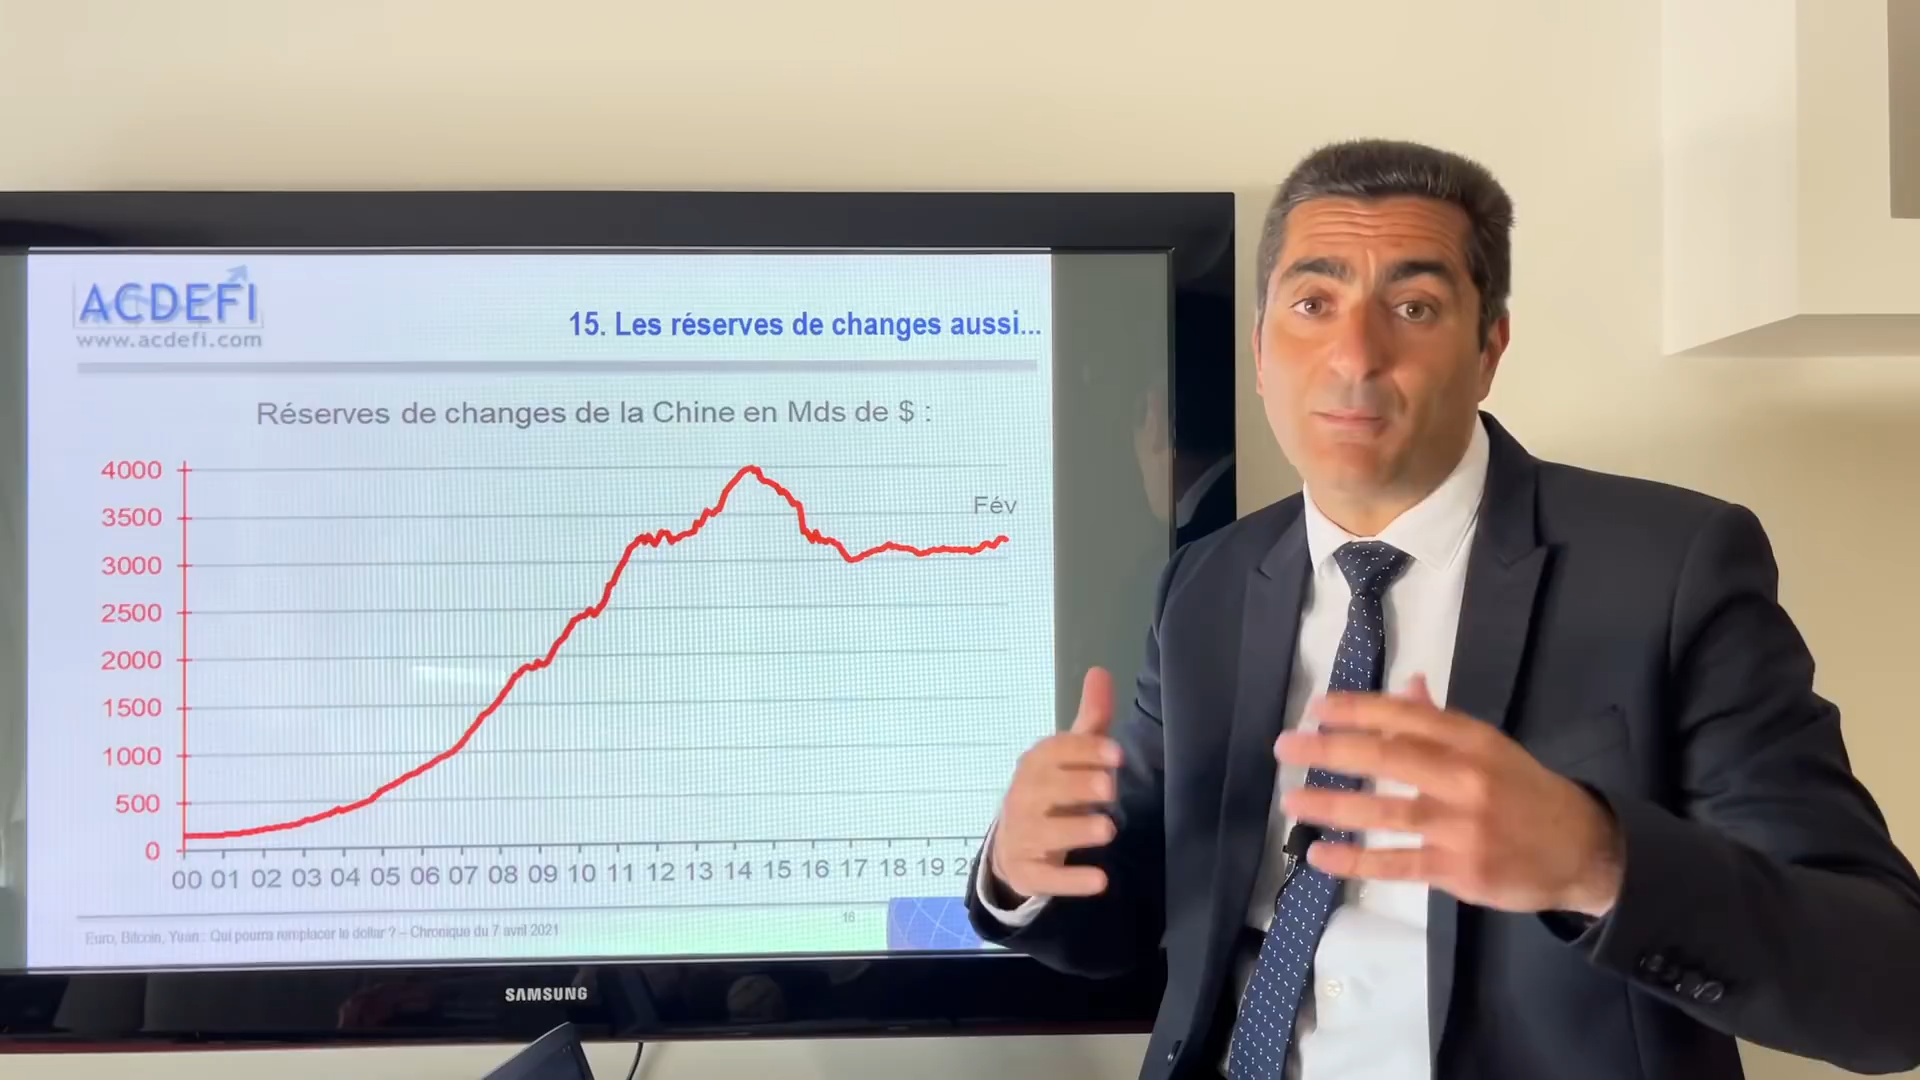 ACDEFI
www.acdefi.com
15. Les réserves de changes aussi...
Réserves de changes de la Chine en Mds de $ :
4000
3500
3000
2500
2000
1500
1000
500
0
Fév
00 01 02 03 04 05 06 07 08 09 10 11 12 13 14 15 16 17 18 19
16
Euro, Bitcoin, Yuan : Qui pourra remplacer le dollar ? – Chronique du 7 avril 2021
SAMSUNG